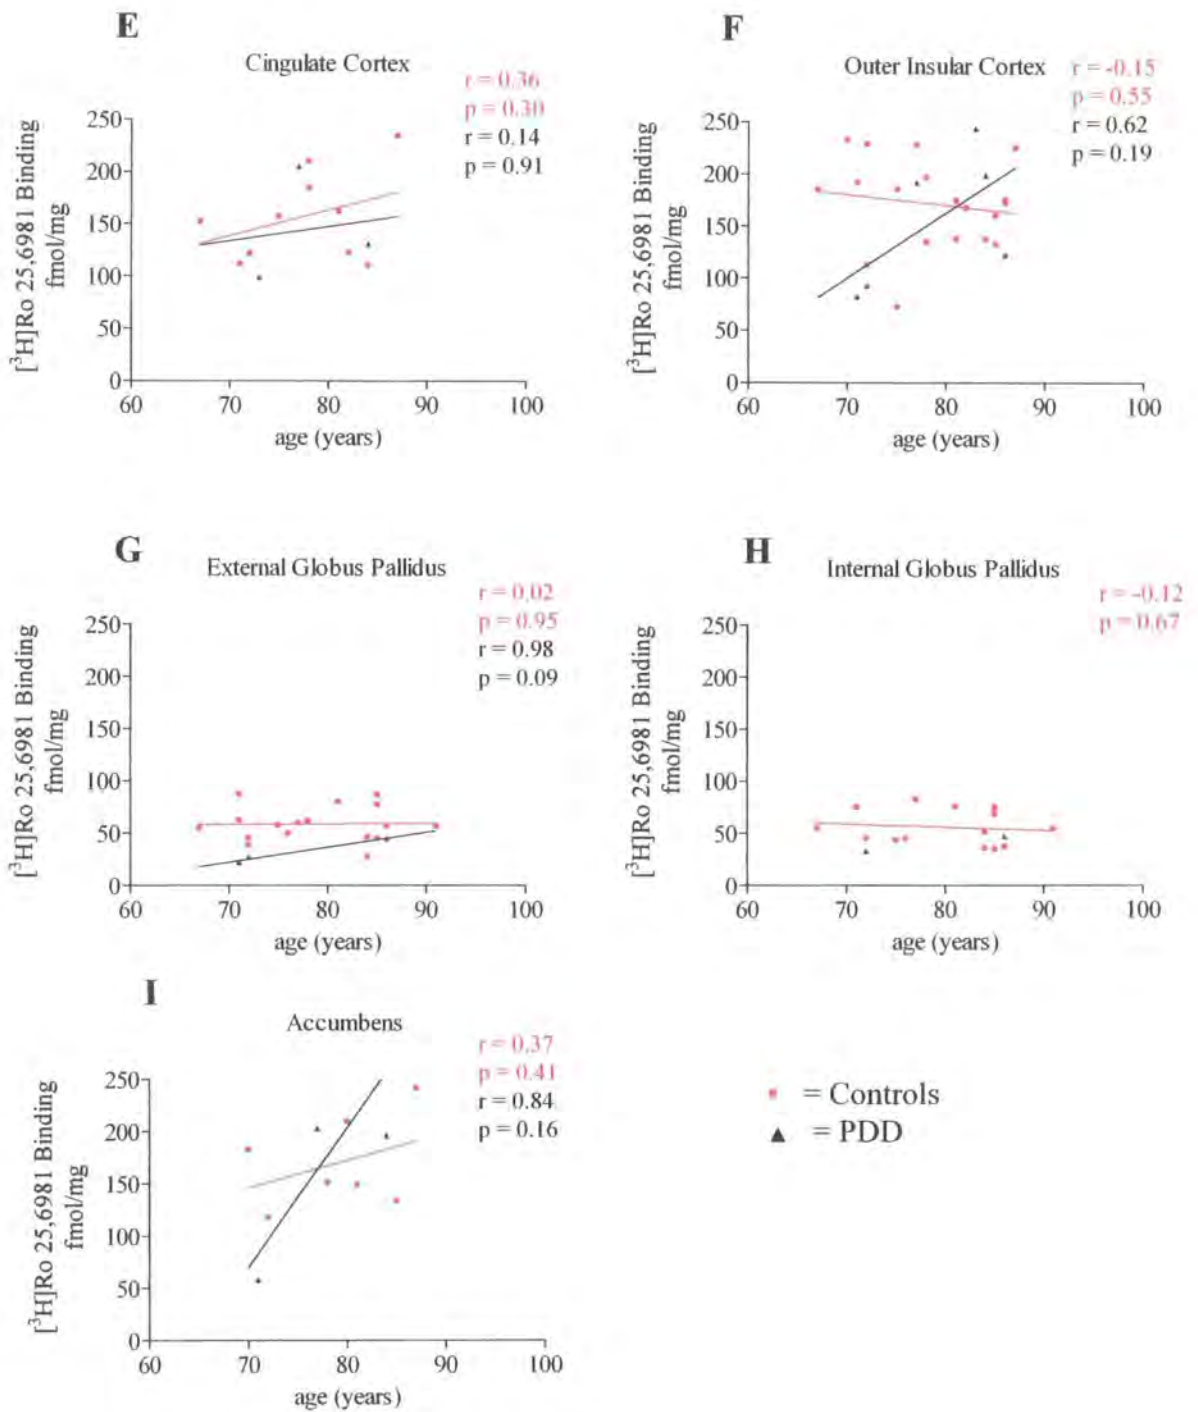 E
Cingulate Cortex
r = 0.36
p = 0.30
r = 0.14
p = 0.91
[³H]Ro 25,6981 Binding
fmol/mg
250
200
150
100
50
0
60 70 80 90 100
age (years)
F
Outer Insular Cortex
r = -0.15
p = 0.55
r = 0.62
p = 0.19
[³H]Ro 25,6981 Binding
fmol/mg
250
200
150
100
50
0
60 70 80 90 100
age (years)
G
External Globus Pallidus
r = 0.02
p = 0.95
r = 0.98
p = 0.09
[³H]Ro 25,6981 Binding
fmol/mg
250
200
150
100
50
0
60 70 80 90 100
age (years)
H
Internal Globus Pallidus
r = -0.12
p = 0.67
[³H]Ro 25,6981 Binding
fmol/mg
250
200
150
100
50
0
60 70 80 90 100
age (years)
I
Accumbens
r = 0.37
p = 0.41
r = 0.84
p = 0.16
[³H]Ro 25,6981 Binding
fmol/mg
250
200
150
100
50
0
60 70 80 90 100
age (years)
= Controls
= PDD